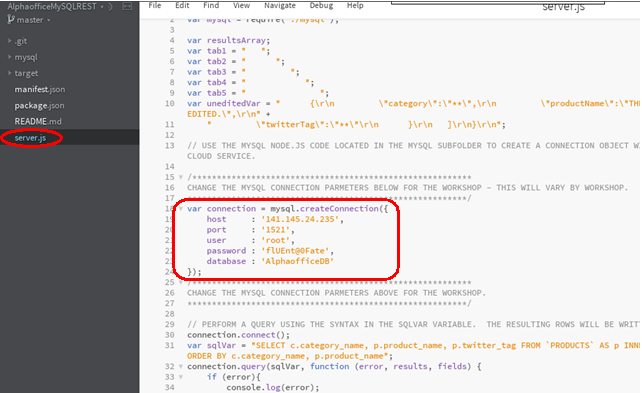 AlphaofficeMySQLREST
File Edit Find View Navigate Debug Help
server.js
master
.git
mysql
target
manifest.json
package.json
README.md
server.js
2 var mysql = require('./mysql');
3
4 var resultsArray;
5 var tab1 = " ";
6 var tab2 = " ";
7 var tab3 = " ";
8 var tab4 = " ";
9 var tab5 = " ";
10 var uneditedVar = " {\r\n \"category\":\"**\",\r\n \"productName\":\"THE
EDITED.\",\r\n" +
11 " \"twitterTag\":\"**\"\r\n }\r\n ]\r\n}\r\n";
12
13 // USE THE MYSQL NODE.JS CODE LOCATED IN THE MYSQL SUBFOLDER TO CREATE A CONNECTION OBJECT WI
CLOUD SERVICE.
14
15 /*********************************************************
16 CHANGE THE MYSQL CONNECTION PARMETERS BELOW FOR THE WORKSHOP - THIS WILL VARY BY WORKSHOP.
17 *********************************************************/
18 var connection = mysql.createConnection({
19 host : '141.145.24.235',
20 port : '1521',
21 user : 'root',
22 password : 'flUEnt@0Fate',
23 database : 'AlphaofficeDB'
24 });
25 /*********************************************************
26 CHANGE THE MYSQL CONNECTION PARMETERS ABOVE FOR THE WORKSHOP.
27 *********************************************************/
28
29 // PERFORM A QUERY USING THE SYNTAX IN THE SQLVAR VARIABLE. THE RESULTING ROWS WILL BE WRIT
30 connection.connect();
31 var sqlVar = "SELECT c.category_name, p.product_name, p.twitter_tag FROM `PRODUCTS` AS p INNE
ORDER BY c.category_name, p.product_name";
32 connection.query(sqlVar, function (error, results, fields) {
33 if (error){
34 console.log(error);